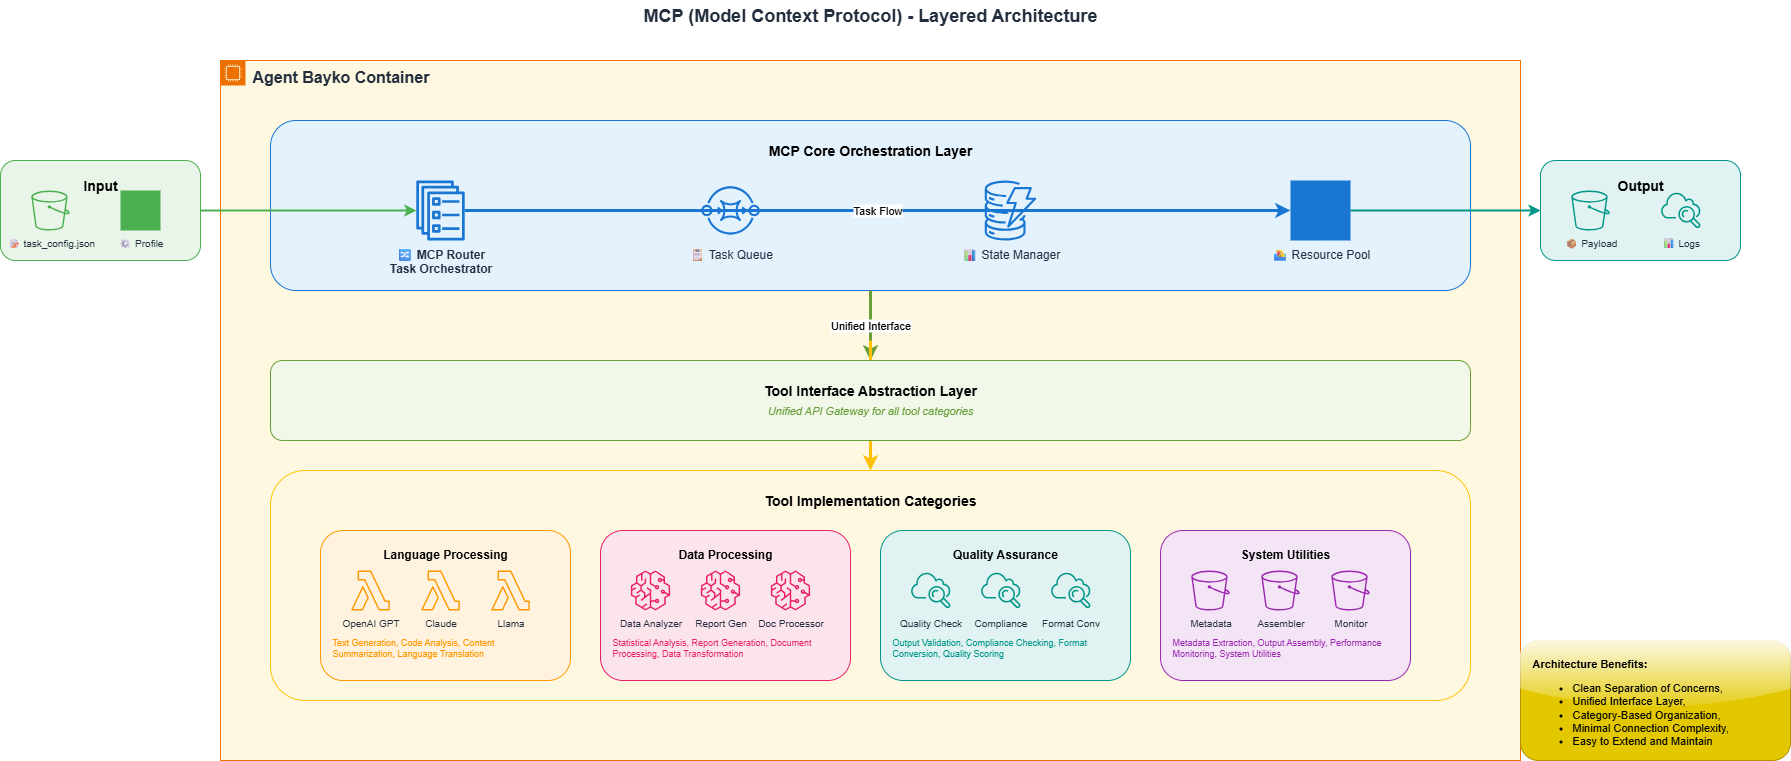 MCP (Model Context Protocol) - Layered Architecture
Agent Bayko Container
MCP Core Orchestration Layer
Input
task_config.json
Profile
Task Flow
MCP Router
Task Orchestrator
Task Queue
State Manager
Resource Pool
Output
Payload
Logs
Unified Interface
Tool Interface Abstraction Layer
Unified API Gateway for all tool categories
Tool Implementation Categories
Language Processing
OpenAI GPT
Claude
Llama
Text Generation, Code Analysis, Content
Summarization, Language Translation
Data Processing
Data Analyzer
Report Gen
Doc Processor
Statistical Analysis, Report Generation, Document
Processing, Data Transformation
Quality Assurance
Quality Check
Compliance
Format Conv
Output Validation, Compliance Checking, Format
Conversion, Quality Scoring
System Utilities
Metadata
Assembler
Monitor
Metadata Extraction, Output Assembly, Performance
Monitoring, System Utilities
Architecture Benefits:
• Clean Separation of Concerns,
• Unified Interface Layer,
• Category-Based Organization,
• Minimal Connection Complexity,
• Easy to Extend and Maintain